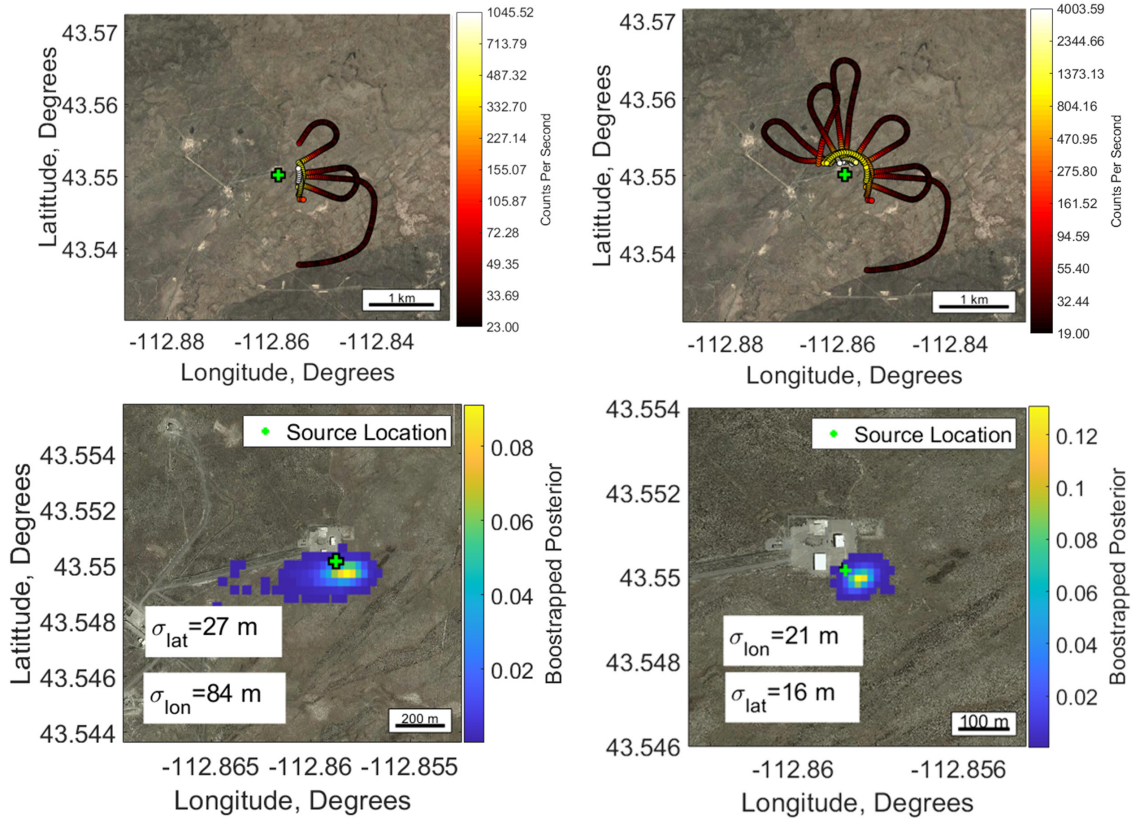 43.57
43.56
43.55
43.54
-112.88
-112.86
-112.84
Latittude, Degrees
Longitude, Degrees
1 km
1045.52
713.79
487.32
332.70
227.14
155.07
105.87
72.28
49.35
33.69
23.00
Counts Per Second
43.57
43.56
43.55
43.54
-112.88
-112.86
-112.84
Latittude, Degrees
Longitude, Degrees
1 km
4003.59
2344.66
1373.13
804.16
470.95
275.80
161.52
94.59
55.40
32.44
19.00
Counts Per Second
Source Location
43.554
43.552
43.55
43.548
43.546
43.544
-112.865
-112.86
-112.855
Latittude, Degrees
Longitude, Degrees
σlat=27 m
σlon=84 m
200 m
0.08
0.06
0.04
0.02
Boostrapped Posterior
Source Location
43.554
43.552
43.55
43.548
43.546
-112.86
-112.856
Longitude, Degrees
σlon=21 m
σlat=16 m
100 m
0.12
0.1
0.08
0.06
0.04
0.02
Boostrapped Posterior